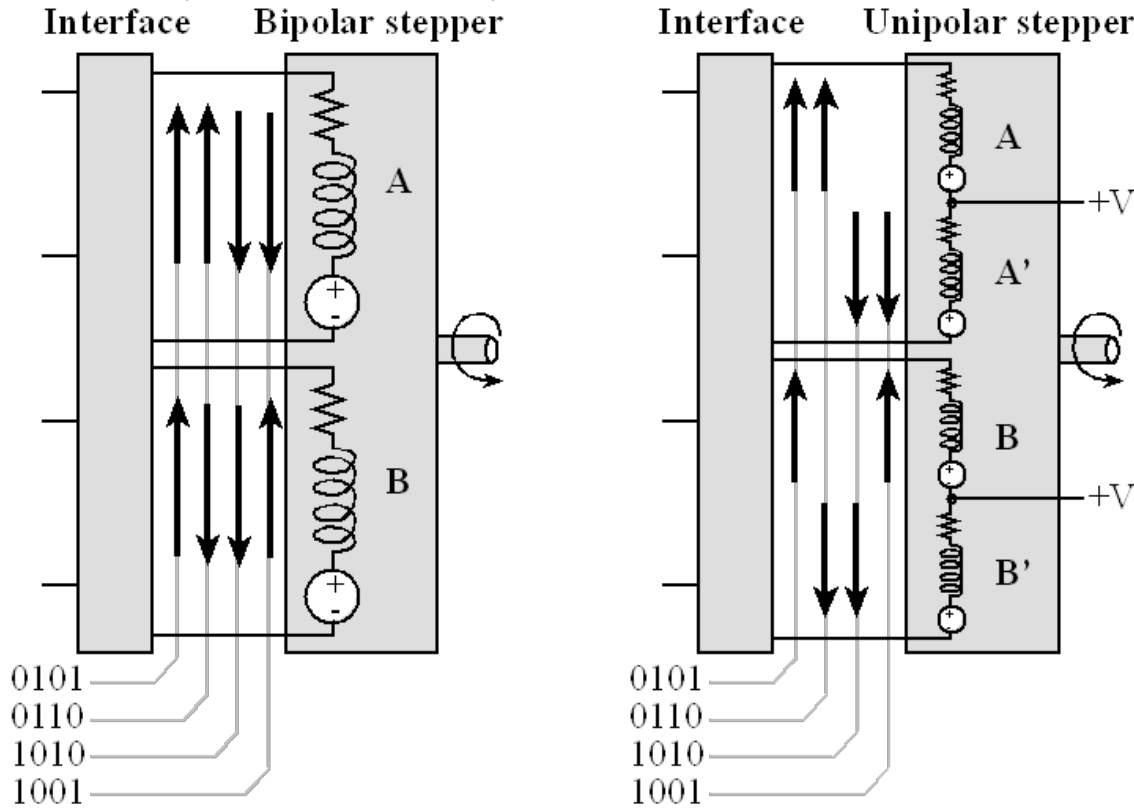 Interface Bipolar stepper
A
+
-
B
+
-
0101
0110
1010
1001
Interface Unipolar stepper
A
+
+V
A’
+
B
+
+V
B’
+
0101
0110
1010
1001